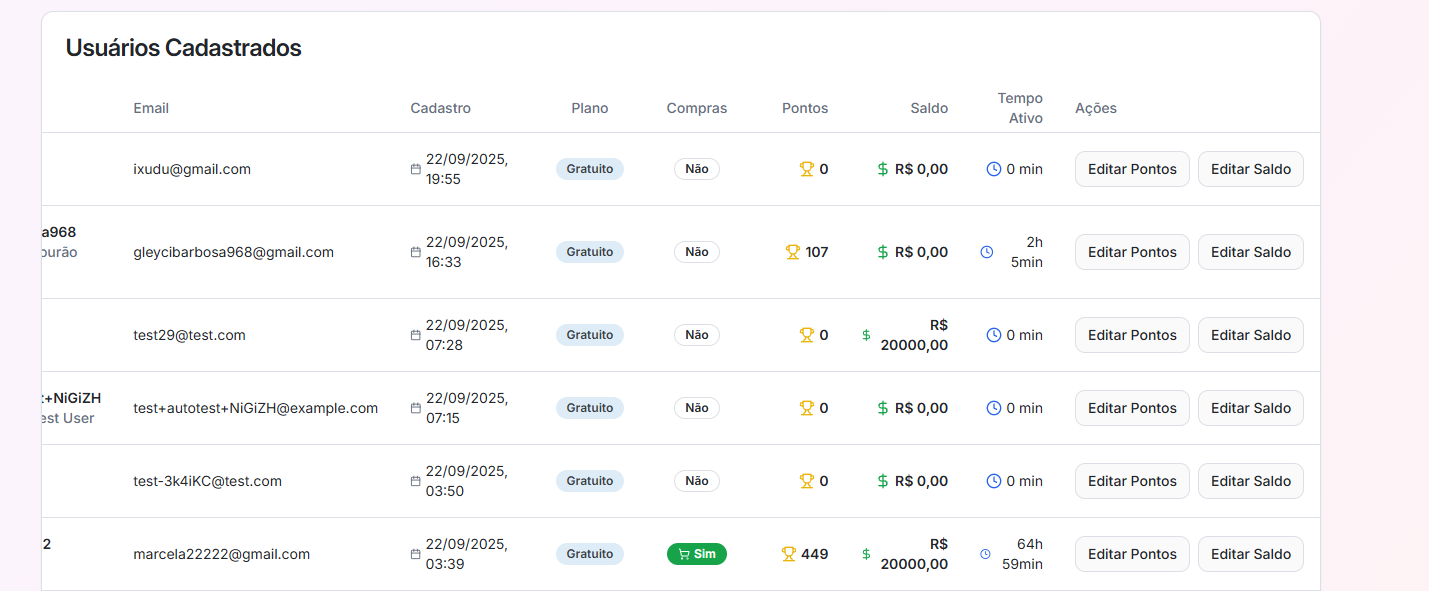 Usuários Cadastrados
Email Cadastro Plano Compras Pontos Saldo Tempo Ativo Ações
ixudu@gmail.com 22/09/2025, 19:55 Gratuito Não 0 R$ 0,00 0 min Editar Pontos Editar Saldo
a968
ourão
gleycibarbosa968@gmail.com 22/09/2025, 16:33 Gratuito Não 107 R$ 0,00 2h 5min Editar Pontos Editar Saldo
test29@test.com 22/09/2025, 07:28 Gratuito Não 0 R$ 20000,00 0 min Editar Pontos Editar Saldo
t+NiGiZH
est User
test+autotest+NiGiZH@example.com 22/09/2025, 07:15 Gratuito Não 0 R$ 0,00 0 min Editar Pontos Editar Saldo
test-3k4iKC@test.com 22/09/2025, 03:50 Gratuito Não 0 R$ 0,00 0 min Editar Pontos Editar Saldo
2
marcela22222@gmail.com 22/09/2025, 03:39 Gratuito Sim 449 R$ 20000,00 64h 59min Editar Pontos Editar Saldo